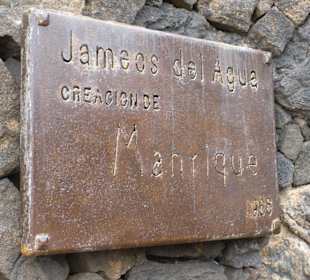 Jameos del Agua
CREACION DE
Manrique